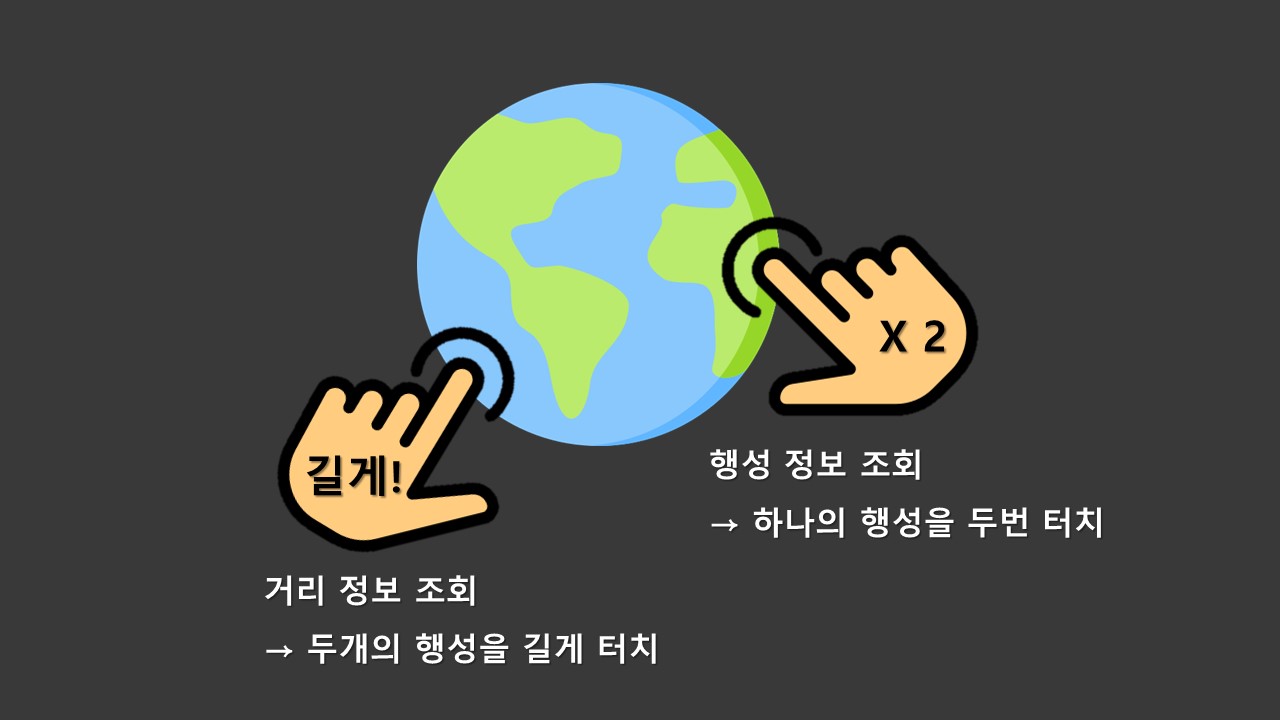 X 2
길게!
행성 정보 조회
→ 하나의 행성을 두번 터치
거리 정보 조회
→ 두개의 행성을 길게 터치